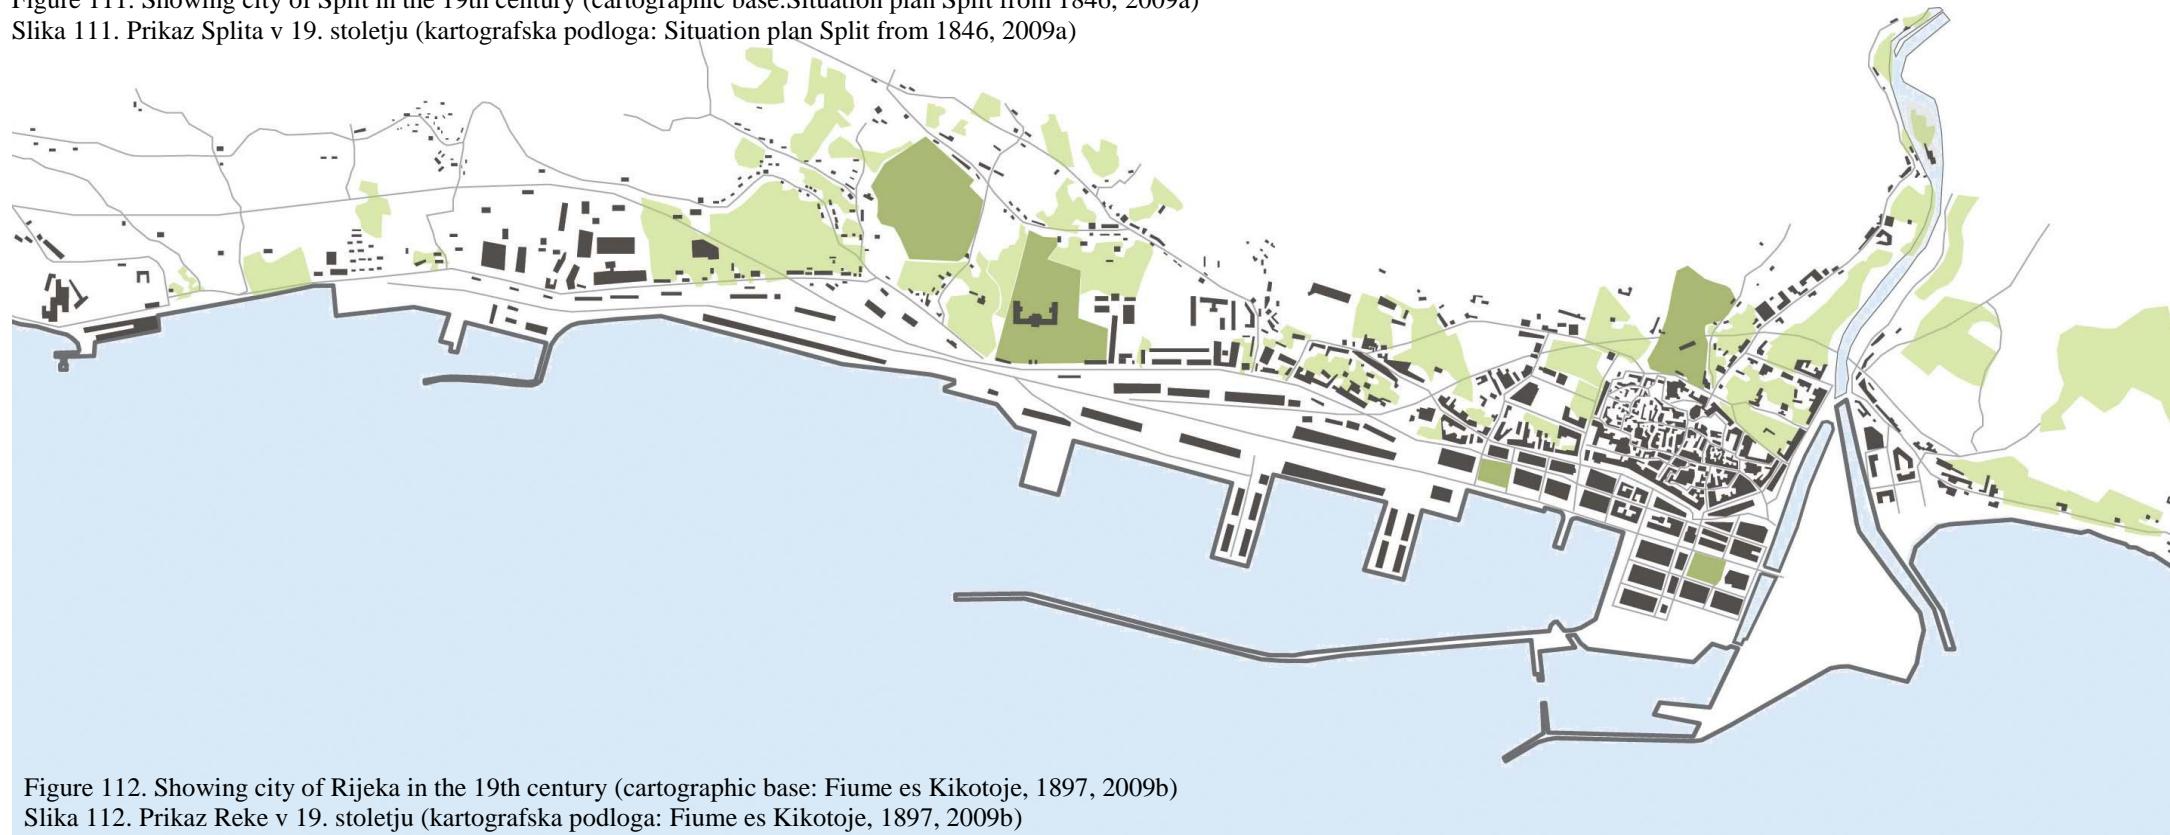 Figure 111. Showing city of Split in the 19th century (cartographic base:Situation plan Split from 1846, 2009a)
Slika 111. Prikaz Splita v 19. stoletju (kartografska podloga: Situation plan Split from 1846, 2009a)
Figure 112. Showing city of Rijeka in the 19th century (cartographic base: Fiume es Kikotoje, 1897, 2009b)
Slika 112. Prikaz Reke v 19. stoletju (kartografska podloga: Fiume es Kikotoje, 1897, 2009b)